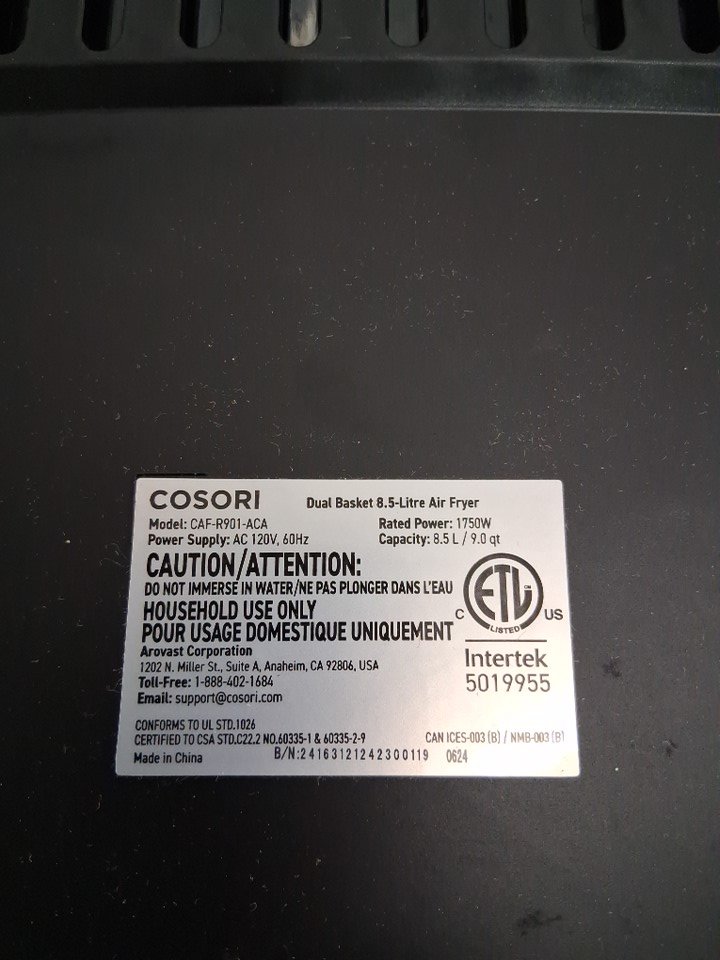 COSORI Dual Basket 8.5-Litre Air Fryer
Model: CAF-R901-ACA Rated Power: 1750W
Power Supply: AC 120V, 60Hz Capacity: 8.5 L / 9.0 qt
CAUTION/ATTENTION:
DO NOT IMMERSE IN WATER/NE PAS PLONGER DANS L'EAU
HOUSEHOLD USE ONLY
POUR USAGE DOMESTIQUE UNIQUEMENT
Arovast Corporation
1202 N. Miller St., Suite A, Anaheim, CA 92806, USA
Toll-Free: 1-888-402-1684
Email: support@cosori.com
CONFORMS TO UL STD.1026
CERTIFIED TO CSA STD.C22.2 NO.60335-1 & 60335-2-9
Made in China B/N:24163121242300119 0624
ETL
C US
LISTED
Intertek
5019955
CAN ICES-003 (B) / NMB-003 (B)